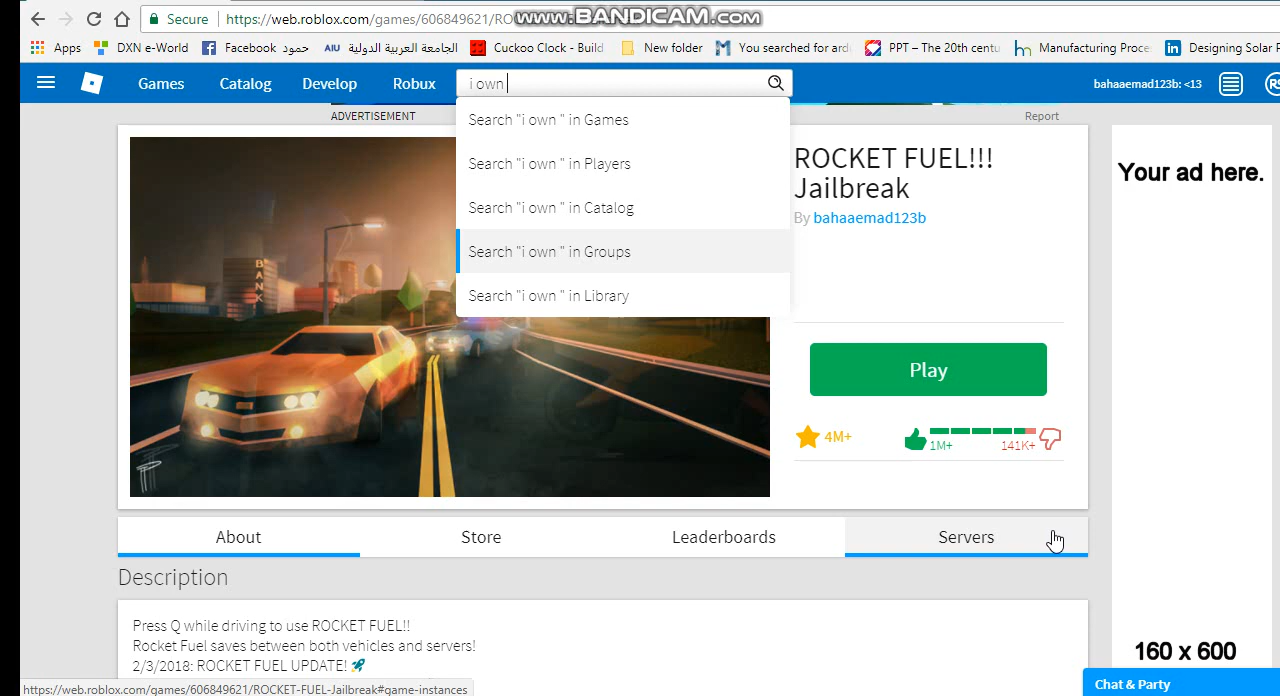 Secure
https://web.roblox.com/games/606849621/RO
www.BANDICAM.com
Apps
DXN e-World
Facebook حمود
AIU الجامعة العربية الدولية
Cuckoo Clock - Build
New folder
You searched for ard
PPT – The 20th centu
Manufacturing Proce
Designing Solar P
Games
Catalog
Develop
Robux
i own
bahaaemad123b: <13
ADVERTISEMENT
Report
Search "i own " in Games
Search "i own " in Players
Search "i own " in Catalog
Search "i own " in Groups
Search "i own " in Library
BANK
ROCKET FUEL!!!
Jailbreak
By bahaaemad123b
Play
4M+
1M+
141K+
Your ad here.
160 x 600
About
Store
Leaderboards
Servers
Description
Press Q while driving to use ROCKET FUEL!!
Rocket Fuel saves between both vehicles and servers!
2/3/2018: ROCKET FUEL UPDATE! 🚀
https://web.roblox.com/games/606849621/ROCKET-FUEL-Jailbreak#game-instances
Chat & Party